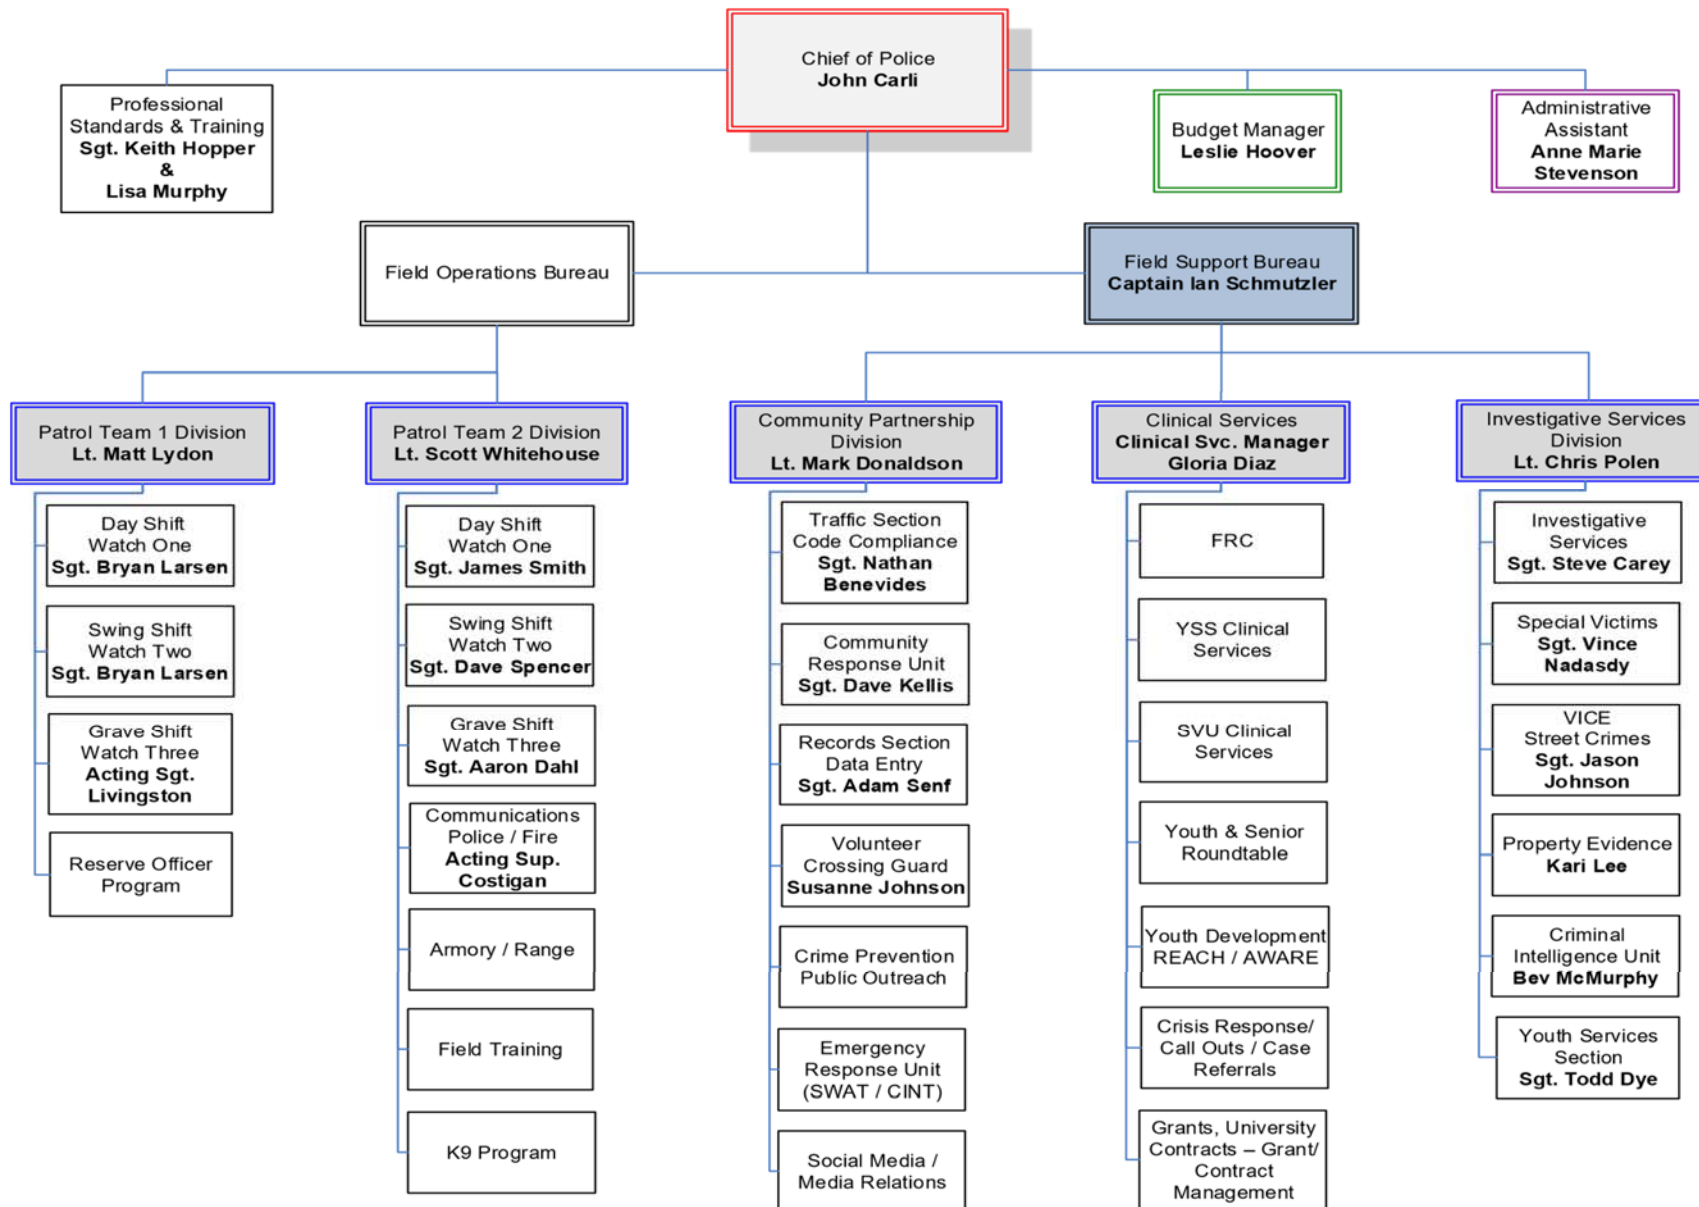 Chief of Police
John Carli
Professional
Standards & Training
Sgt. Keith Hopper
&
Lisa Murphy
Budget Manager
Leslie Hoover
Administrative
Assistant
Anne Marie
Stevenson
Field Operations Bureau
Field Support Bureau
Captain Ian Schmutzler
Patrol Team 1 Division
Lt. Matt Lydon
Patrol Team 2 Division
Lt. Scott Whitehouse
Community Partnership
Division
Lt. Mark Donaldson
Clinical Services
Clinical Svc. Manager
Gloria Diaz
Investigative Services
Division
Lt. Chris Polen
Day Shift
Watch One
Sgt. Bryan Larsen
Swing Shift
Watch Two
Sgt. Bryan Larsen
Grave Shift
Watch Three
Acting Sgt.
Livingston
Reserve Officer
Program
Day Shift
Watch One
Sgt. James Smith
Swing Shift
Watch Two
Sgt. Dave Spencer
Grave Shift
Watch Three
Sgt. Aaron Dahl
Communications
Police / Fire
Acting Sup.
Costigan
Armory / Range
Field Training
K9 Program
Traffic Section
Code Compliance
Sgt. Nathan
Benevides
Community
Response Unit
Sgt. Dave Kellis
Records Section
Data Entry
Sgt. Adam Senf
Volunteer
Crossing Guard
Susanne Johnson
Crime Prevention
Public Outreach
Emergency
Response Unit
(SWAT / CINT)
Social Media /
Media Relations
FRC
YSS Clinical
Services
SVU Clinical
Services
Youth & Senior
Roundtable
Youth Development
REACH / AWARE
Crisis Response/
Call Outs / Case
Referrals
Grants, University
Contracts – Grant/
Contract
Management
Investigative
Services
Sgt. Steve Carey
Special Victims
Sgt. Vince
Nadasdy
VICE
Street Crimes
Sgt. Jason
Johnson
Property Evidence
Kari Lee
Criminal
Intelligence Unit
Bev McMurphy
Youth Services
Section
Sgt. Todd Dye